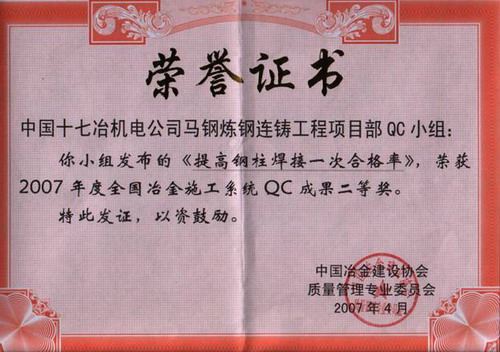 荣誉证书
中国十七冶机电公司马钢炼钢连铸工程项目部QC小组：
你小组发布的《提高钢柱焊接一次合格率》，荣获
2007年度全国冶金施工系统QC成果二等奖。
特此发证，以资鼓励。
中国冶金建设协会
质量管理专业委员会
2007年4月